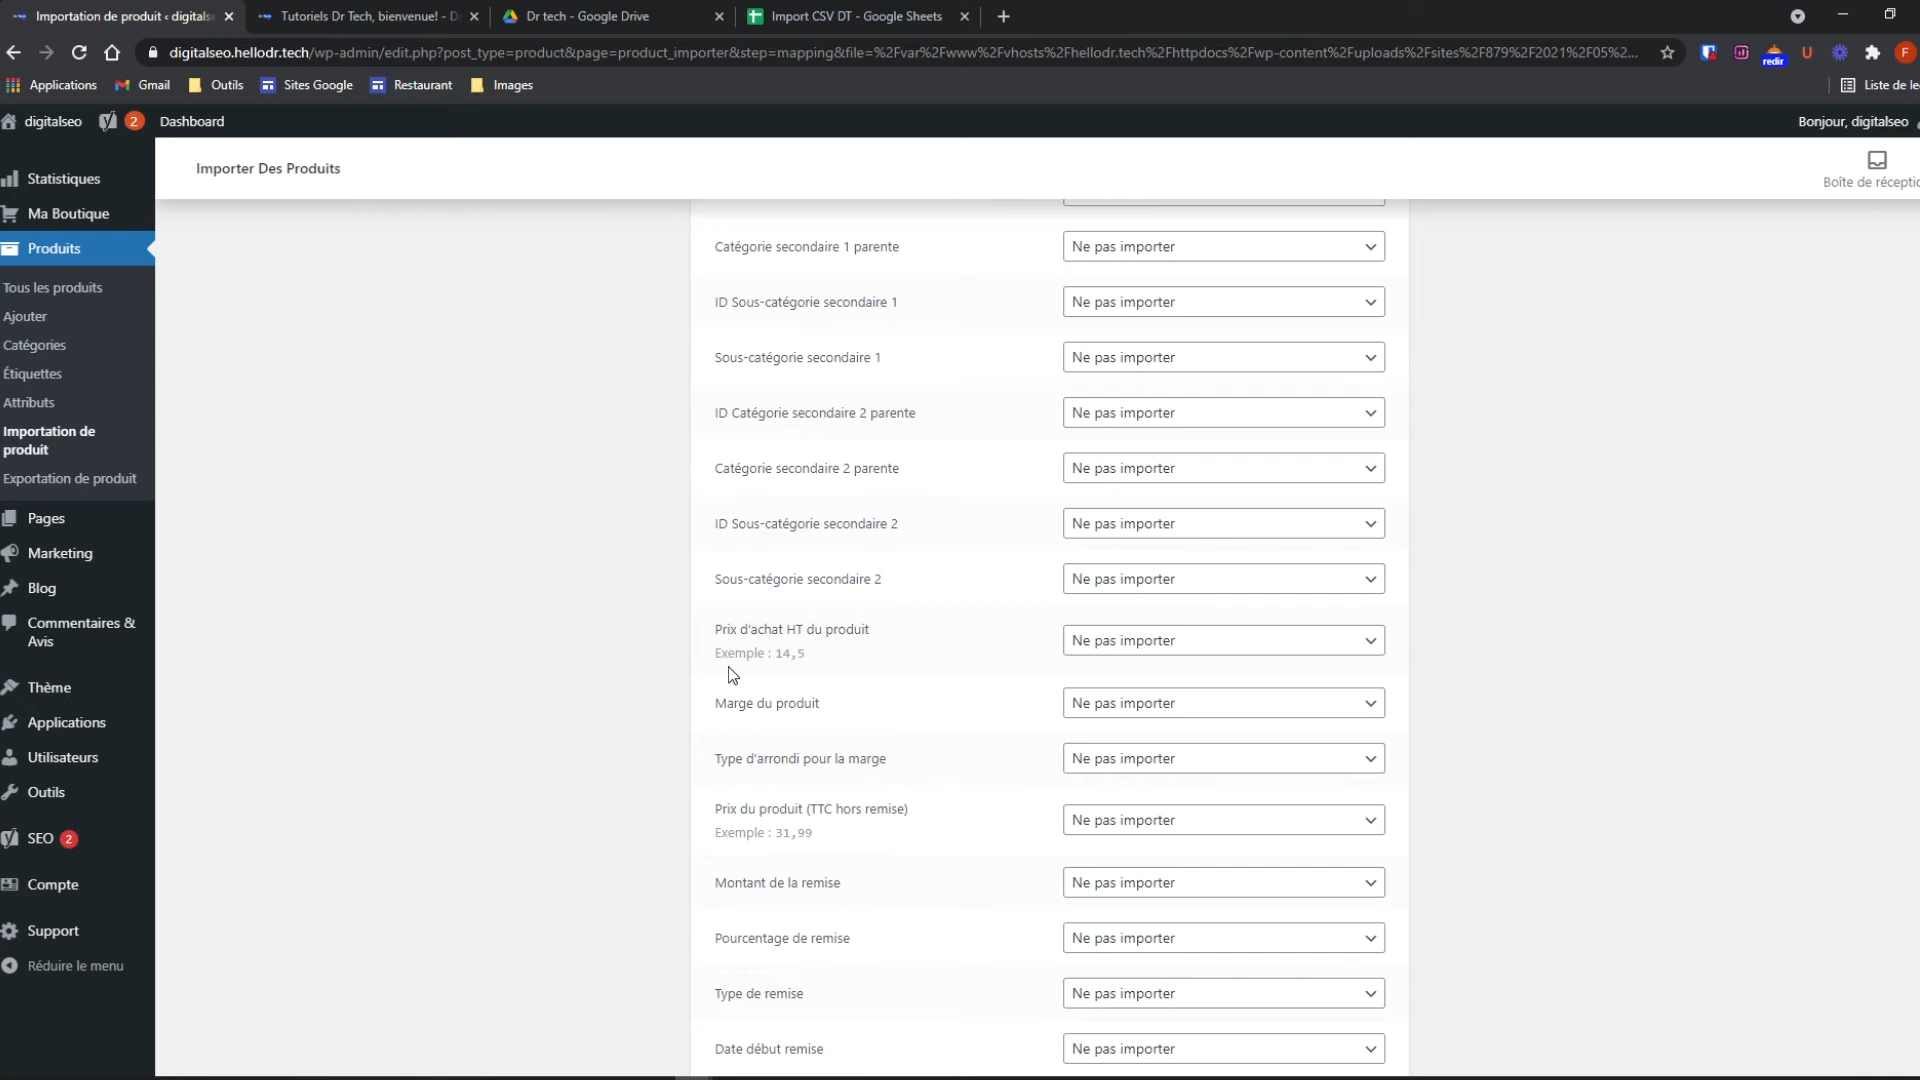 Importation de produit ‹ digitals
Tutoriels Dr Tech, bienvenue! - D
Dr tech - Google Drive
Import CSV DT - Google Sheets
digitalseo.hellodr.tech/wp-admin/edit.php?post_type=product&page=product_importer&step=mapping&file=%2Fvar%2Fwww%2Fvhosts%2Fhellodr.tech%2Fhttpdocs%2Fwp-content%2Fuploads%2Fsites%2F879%2F2021%2F05%2...
redir
U
F
Applications
Gmail
Outils
Sites Google
Restaurant
Images
Liste de le
digitalseo
2
Dashboard
Bonjour, digitalseo
Importer Des Produits
Boîte de réceptio
Statistiques
Ma Boutique
Produits
Tous les produits
Ajouter
Catégories
Étiquettes
Attributs
Importation de
produit
Exportation de produit
Pages
Marketing
Blog
Commentaires &
Avis
Thème
Applications
Utilisateurs
Outils
SEO 2
Compte
Support
Réduire le menu
Catégorie secondaire 1 parente
Ne pas importer
ID Sous-catégorie secondaire 1
Ne pas importer
Sous-catégorie secondaire 1
Ne pas importer
ID Catégorie secondaire 2 parente
Ne pas importer
Catégorie secondaire 2 parente
Ne pas importer
ID Sous-catégorie secondaire 2
Ne pas importer
Sous-catégorie secondaire 2
Ne pas importer
Prix d'achat HT du produit
Exemple : 14,5
Ne pas importer
Marge du produit
Ne pas importer
Type d'arrondi pour la marge
Ne pas importer
Prix du produit (TTC hors remise)
Exemple : 31,99
Ne pas importer
Montant de la remise
Ne pas importer
Pourcentage de remise
Ne pas importer
Type de remise
Ne pas importer
Date début remise
Ne pas importer